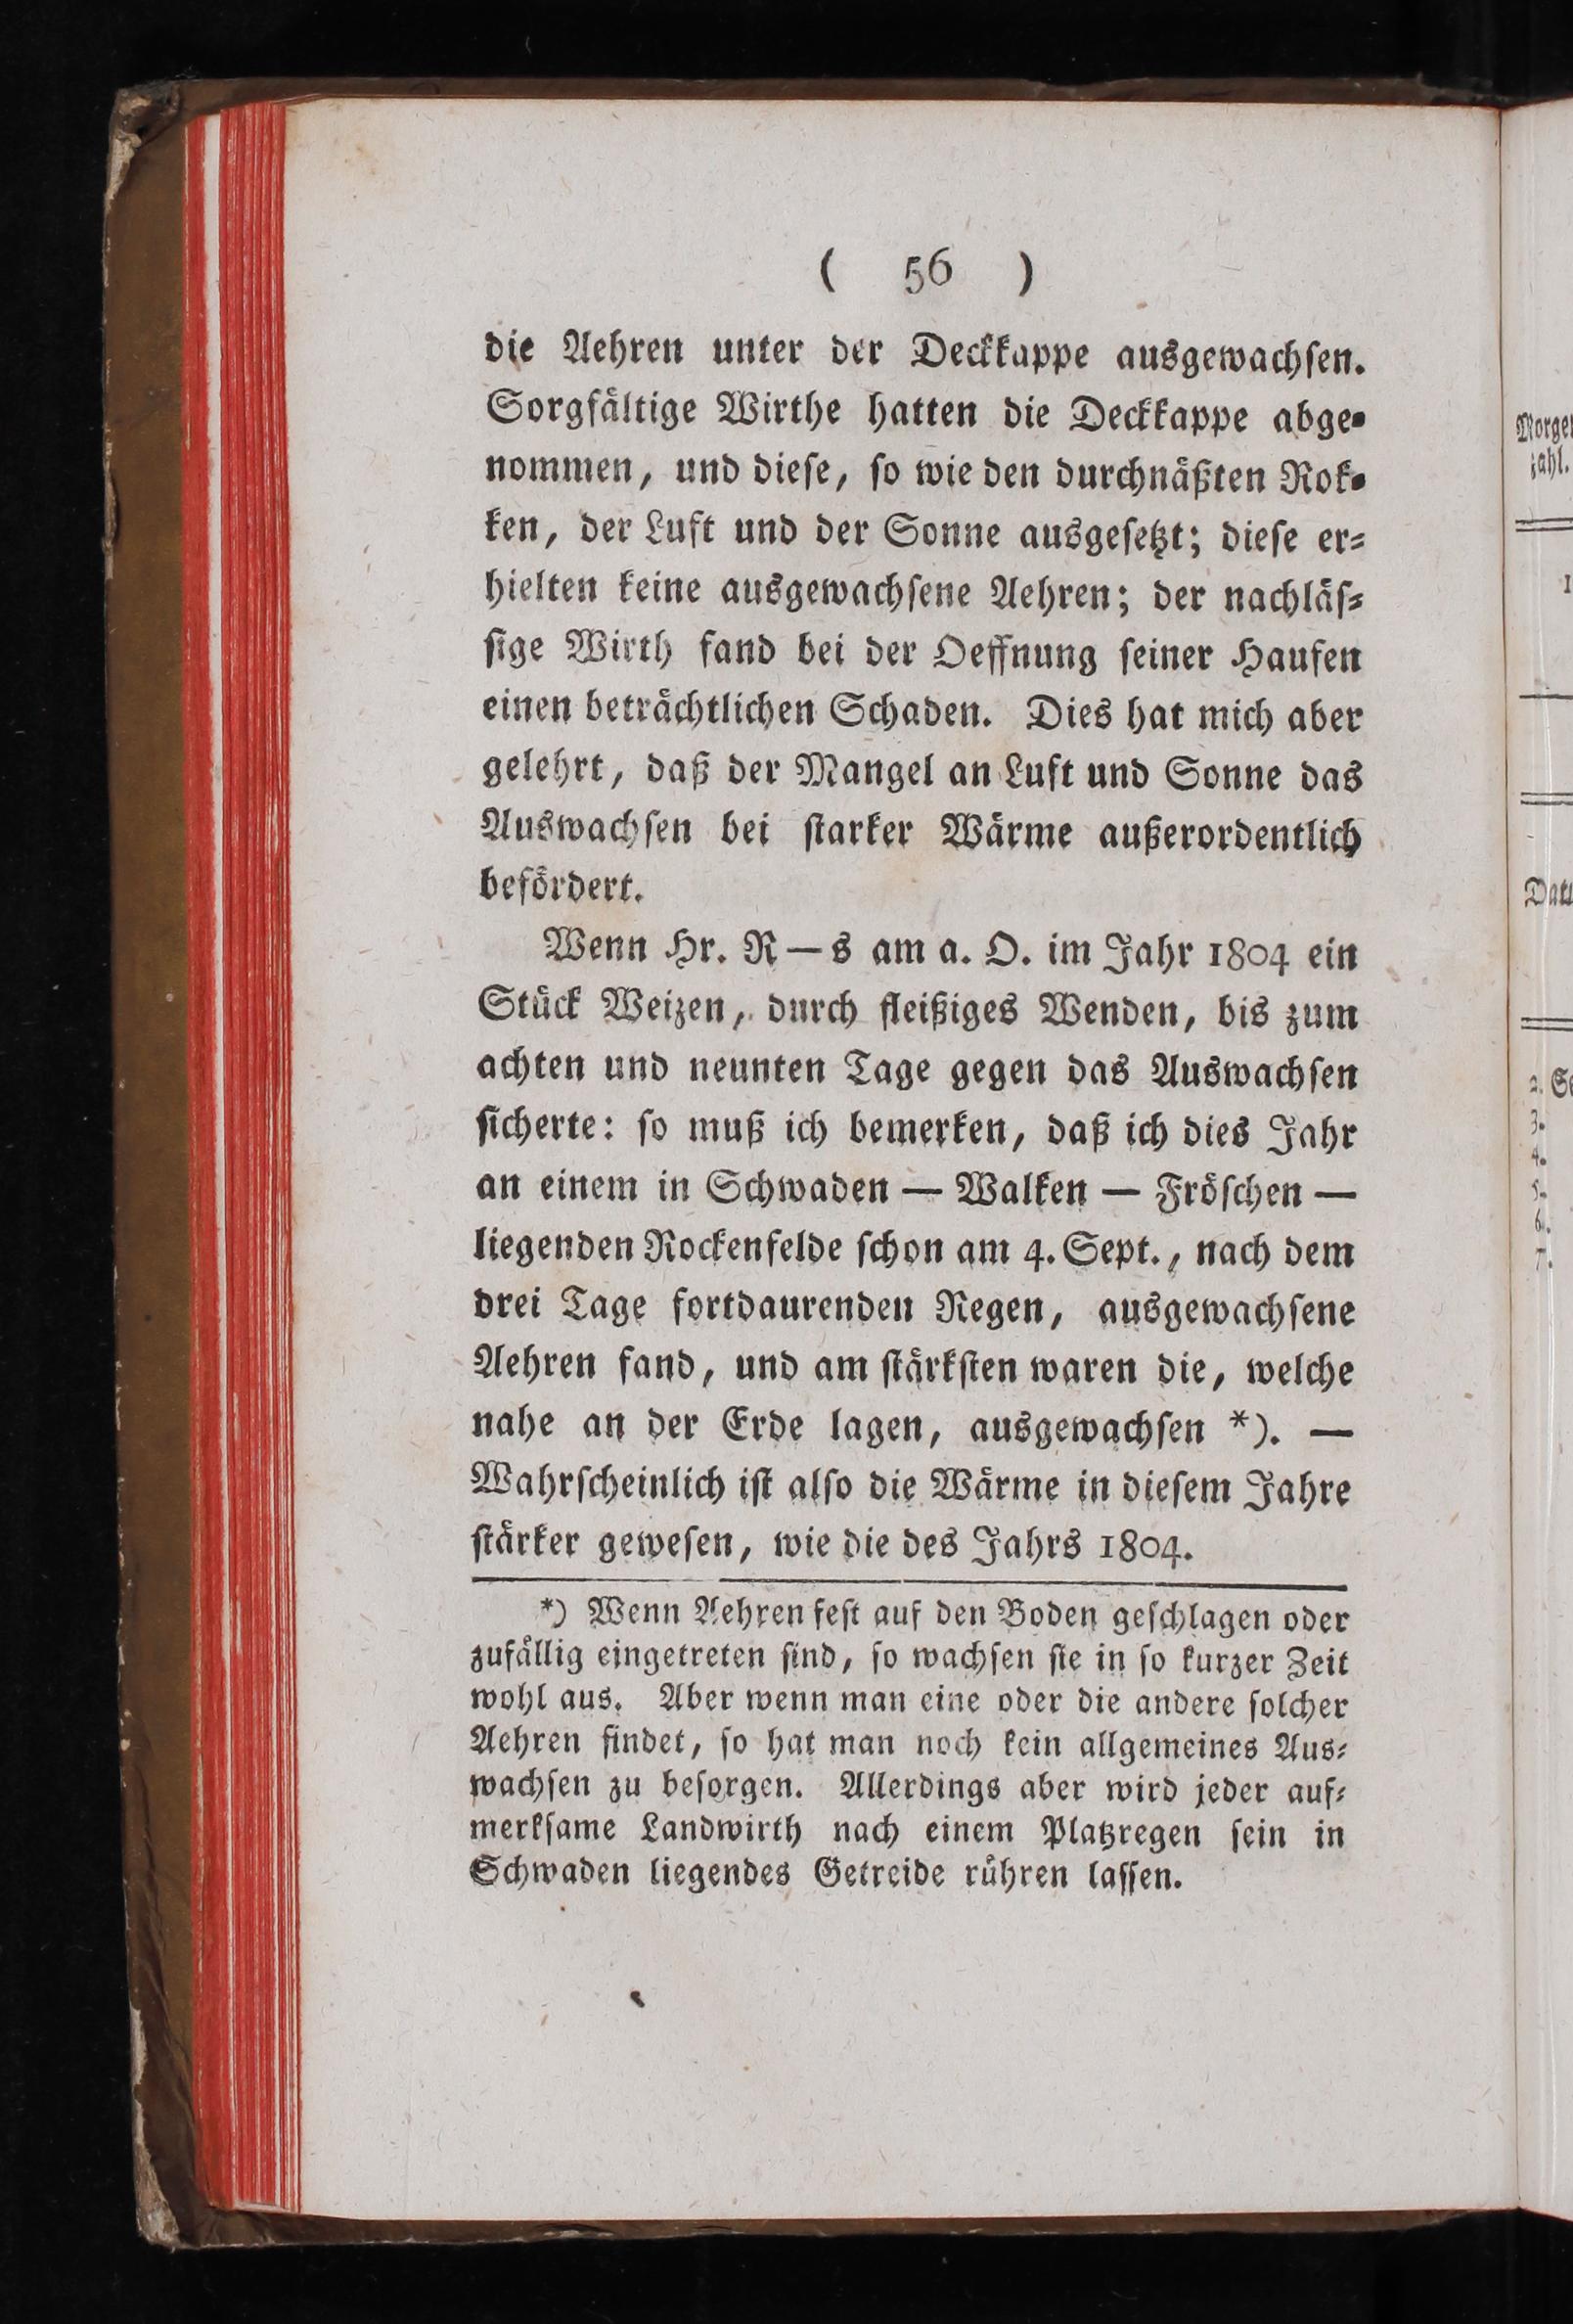 ( 56 )
die Aehren unter der Deckkappe ausgewachſen.
Sorgfältige Wirthe hatten die Deckkappe abge-
nommen, und dieſe, ſo wie den durchnäßten Rok-
ken, der Luft und der Sonne ausgeſetzt; dieſe er-
hielten keine ausgewachſene Aehren; der nachläſ-
ſige Wirth fand bei der Oeffnung ſeiner Haufen
einen beträchtlichen Schaden. Dies hat mich aber
gelehrt, daß der Mangel an Luft und Sonne das
Auswachſen bei ſtarker Wärme außerordentlich
befördert.
Wenn Hr. R—s am a. O. im Jahr 1804 ein
Stück Weizen, durch fleißiges Wenden, bis zum
achten und neunten Tage gegen das Auswachſen
ſicherte: ſo muß ich bemerken, daß ich dies Jahr
an einem in Schwaden — Walken — Fröſchen —
liegenden Rockenfelde ſchon am 4. Sept., nach dem
drei Tage fortdaurenden Regen, ausgewachſene
Aehren fand, und am ſtärkſten waren die, welche
nahe an der Erde lagen, ausgewachſen *). —
Wahrſcheinlich iſt alſo die Wärme in dieſem Jahre
ſtärker geweſen, wie die des Jahrs 1804.
*) Wenn Aehren feſt auf den Boden geſchlagen oder
zufällig eingetreten ſind, ſo wachſen ſie in ſo kurzer Zeit
wohl aus. Aber wenn man eine oder die andere ſolcher
Aehren findet, ſo hat man noch kein allgemeines Aus-
wachſen zu beſorgen. Allerdings aber wird jeder auf-
merkſame Landwirth nach einem Platzregen ſein in
Schwaden liegendes Getreide rühren laſſen.
Morgen
zahl.
1
2.
3.
4.
5.
6.
7.